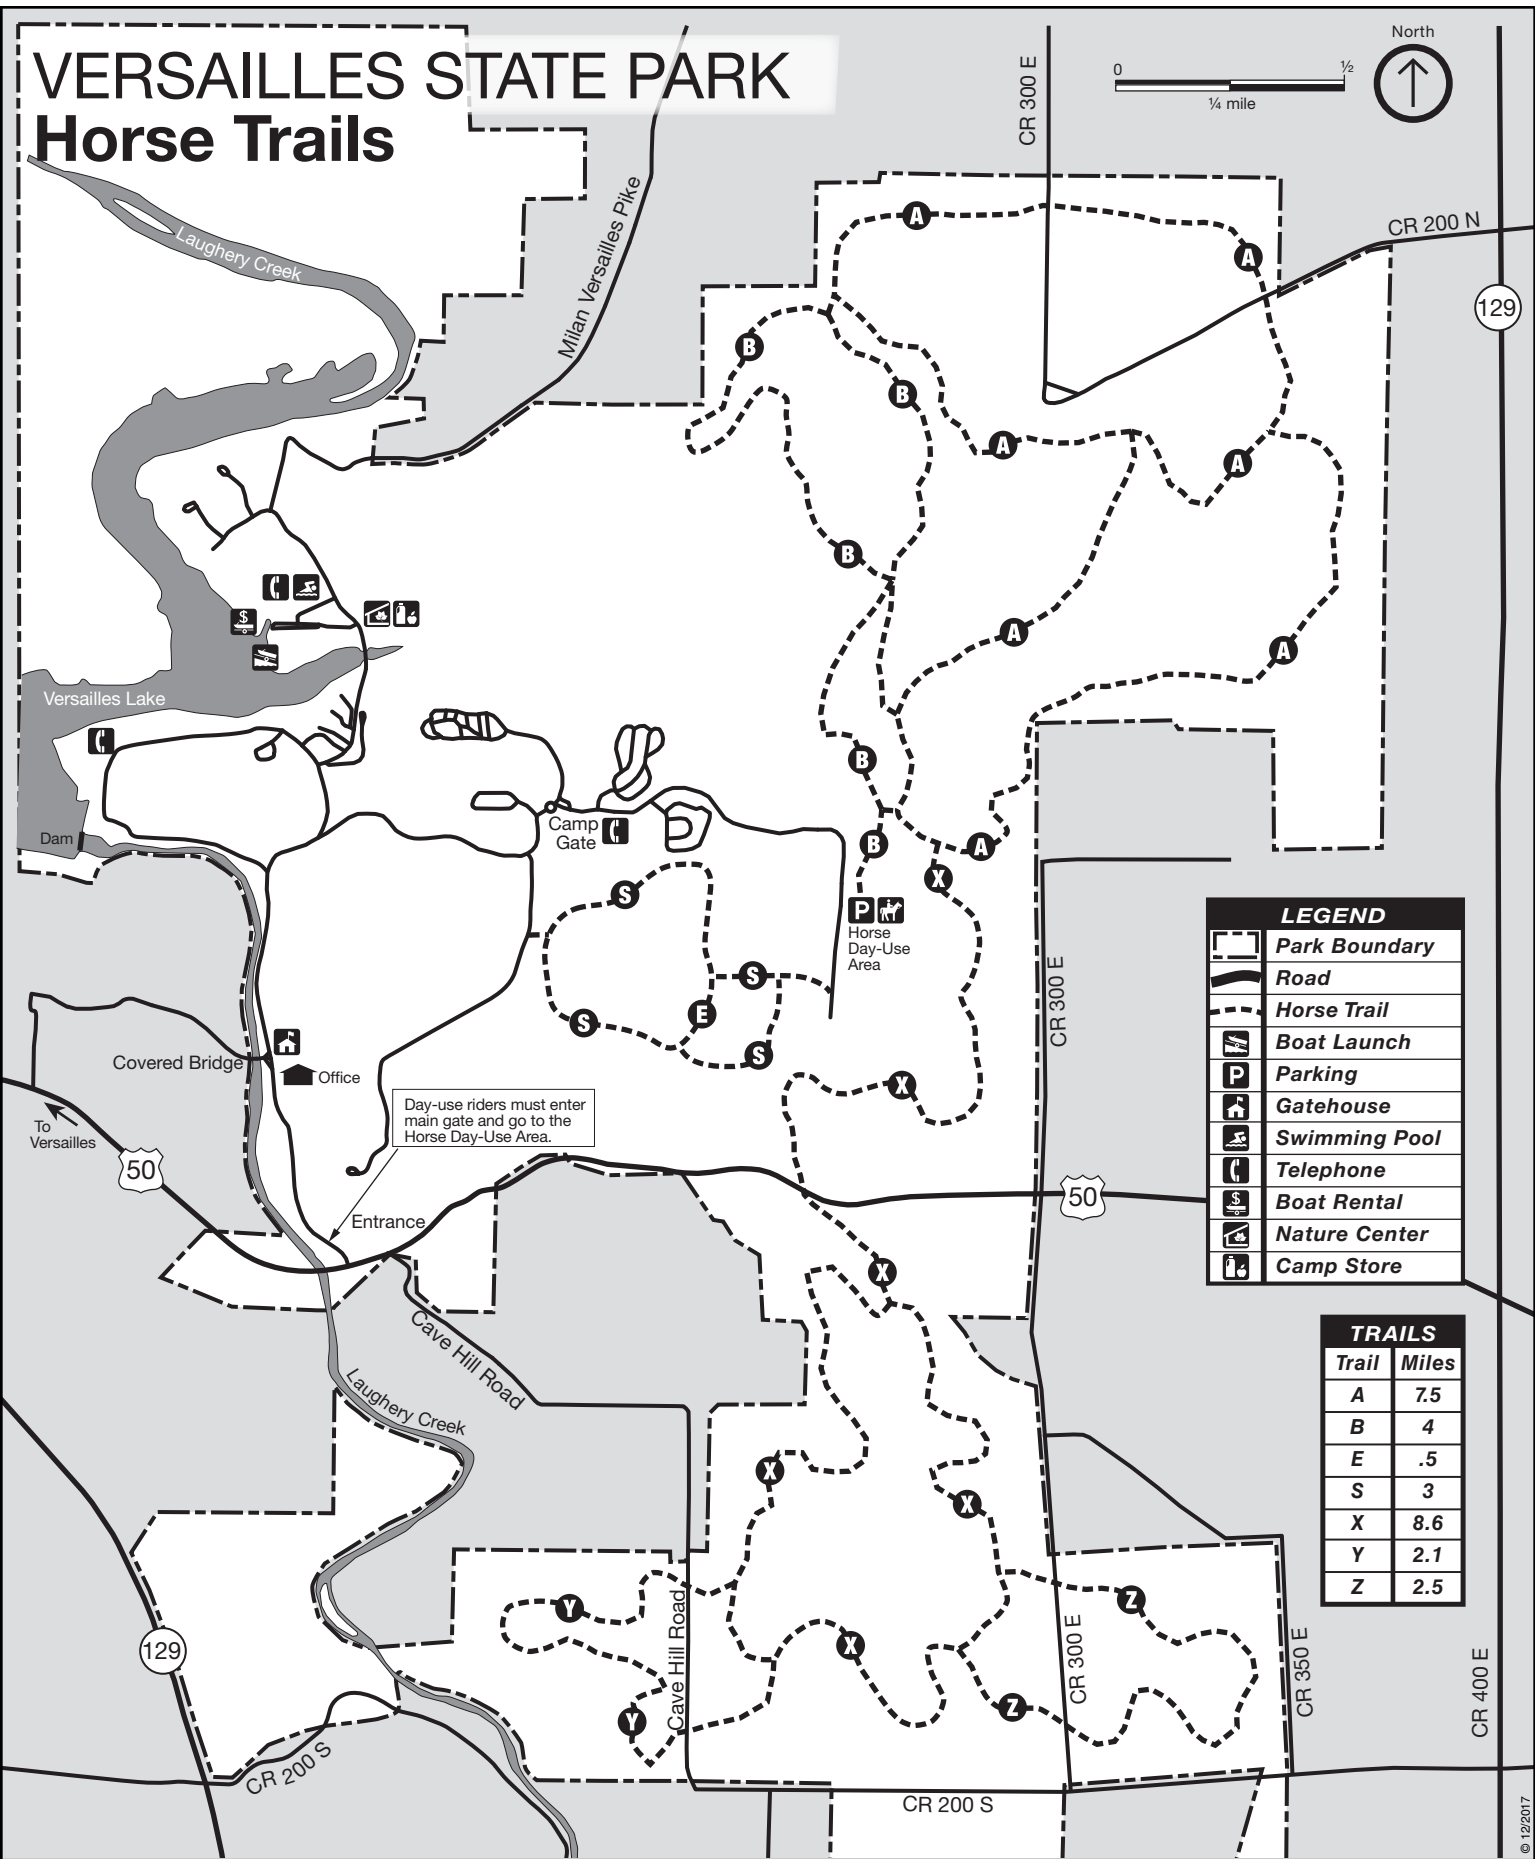 VERSAILLES STATE PARK
Horse Trails
North
0
½
¼ mile
CR 300 E
CR 200 N
129
Milan Versailles Pike
Laughery Creek
A
A
B
B
A
A
B
A
A
B
B
A
X
$
Versailles Lake
Dam
Camp
Gate
P
Horse
Day-Use
Area
S
S
E
S
S
X
CR 300 E
Covered Bridge
Office
To
Versailles
50
Day-use riders must enter
main gate and go to the
Horse Day-Use Area.
Entrance
50
X
Cave Hill Road
Laughery Creek
X
X
LEGEND
Park Boundary
Road
Horse Trail
Boat Launch
P Parking
Gatehouse
Swimming Pool
Telephone
$ Boat Rental
Nature Center
Camp Store
TRAILS
Trail Miles
A 7.5
B 4
E .5
S 3
X 8.6
Y 2.1
Z 2.5
Y
X
Z
Y
Z
Cave Hill Road
CR 300 E
CR 350 E
CR 400 E
129
CR 200 S
CR 200 S
© 12/2017